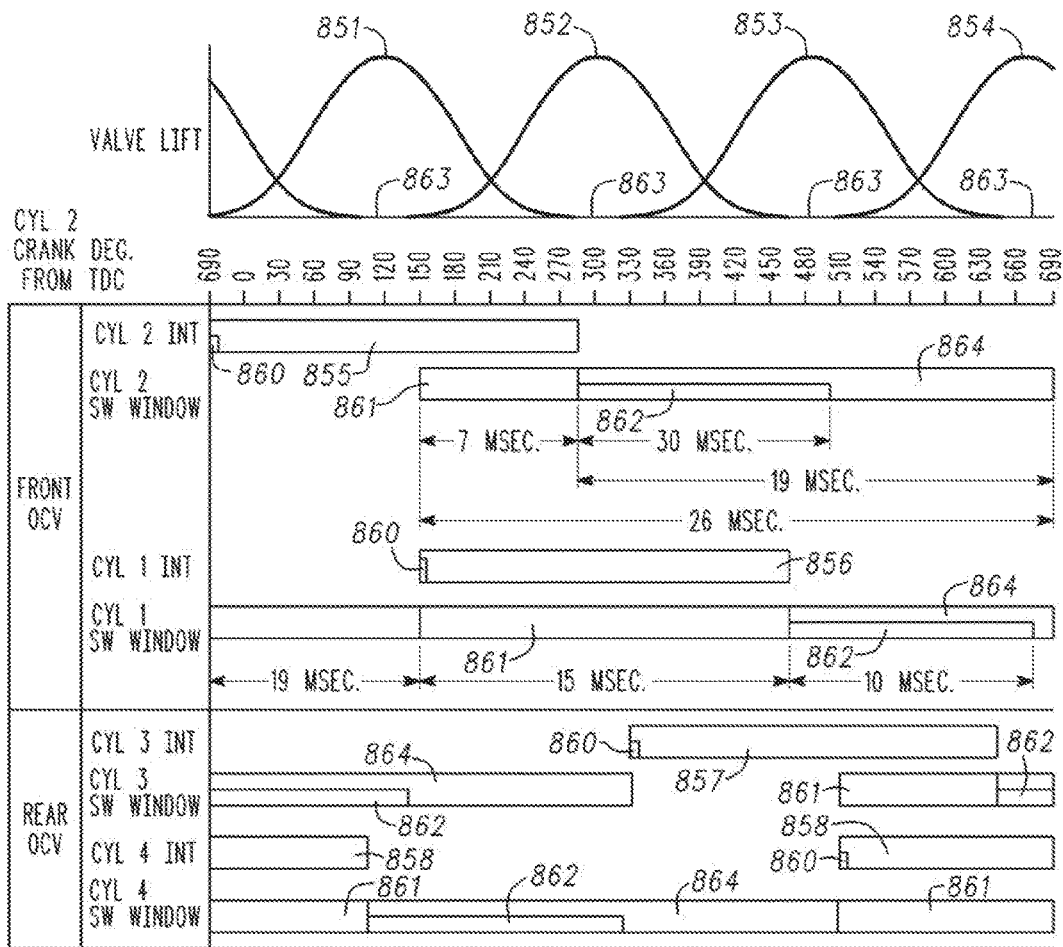 851 852 853 854
VALVE LIFT
863 863 863 863
CYL 2
CRANK DEG.
FROM TDC
690 0 30 60 90 120 150 180 210 240 270 300 330 360 390 420 450 480 510 540 570 600 630 660 690
FRONT
OCV
CYL 2 INT
860 855
CYL 2
SW WINDOW
861 862 864
7 MSEC. 30 MSEC.
19 MSEC.
26 MSEC.
CYL 1 INT
860 856
CYL 1
SW WINDOW
861 862 864
19 MSEC. 15 MSEC. 10 MSEC.
REAR
OCV
CYL 3 INT
860 857 862
CYL 3
SW WINDOW
864 862 861
CYL 4 INT
858 860 858
CYL 4
SW WINDOW
861 862 864 861